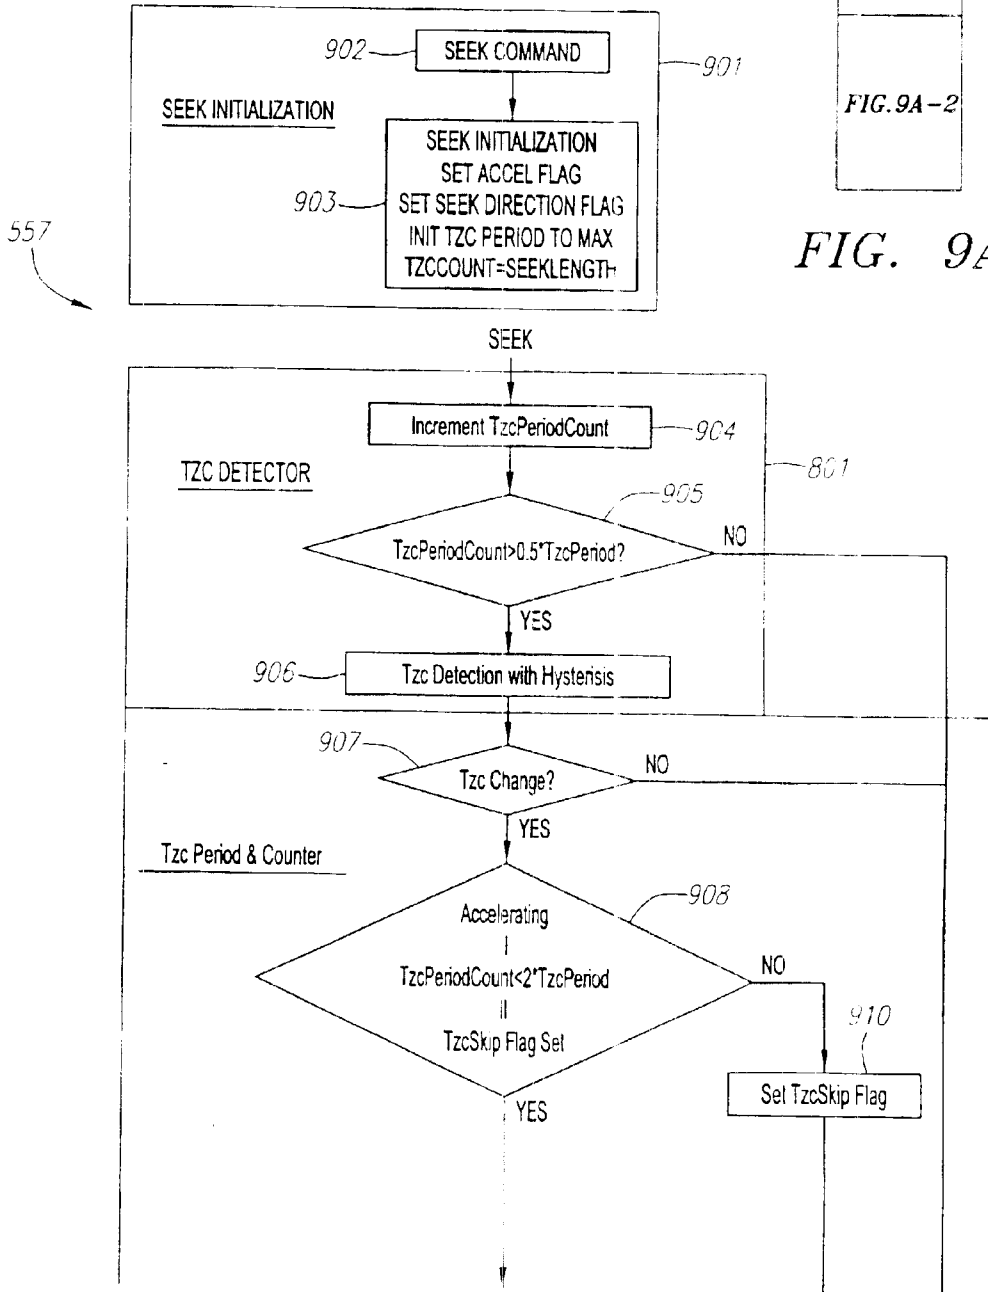 902
SEEK COMMAND
901
SEEK INITIALIZATION
903
SEEK INITIALIZATION
SET ACCEL FLAG
SET SEEK DIRECTION FLAG
INIT TZC PERIOD TO MAX
TZCCOUNT=SEEKLENGTH
FIG.9A-2
FIG. 9A
557
SEEK
Increment TzcPeriodCount
904
TZC DETECTOR
801
905
TzcPeriodCount>0.5*TzcPeriod?
NO
YES
906
Tzc Detection with Hysterisis
907
Tzc Change?
NO
YES
Tzc Period & Counter
908
Accelerating
|
TzcPeriodCount<2*TzcPeriod
||
TzcSkip Flag Set
NO
910
Set TzcSkip Flag
YES